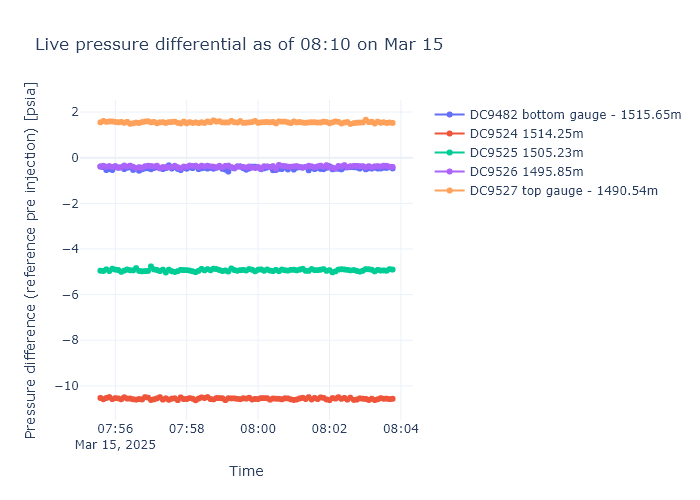 Live pressure differential as of 08:10 on Mar 15
Pressure difference (reference pre injection) [psia]
2
0
−2
−4
−6
−8
−10
07:56
07:58
08:00
08:02
08:04
Mar 15, 2025
Time
DC9482 bottom gauge - 1515.65m
DC9524 1514.25m
DC9525 1505.23m
DC9526 1495.85m
DC9527 top gauge - 1490.54m